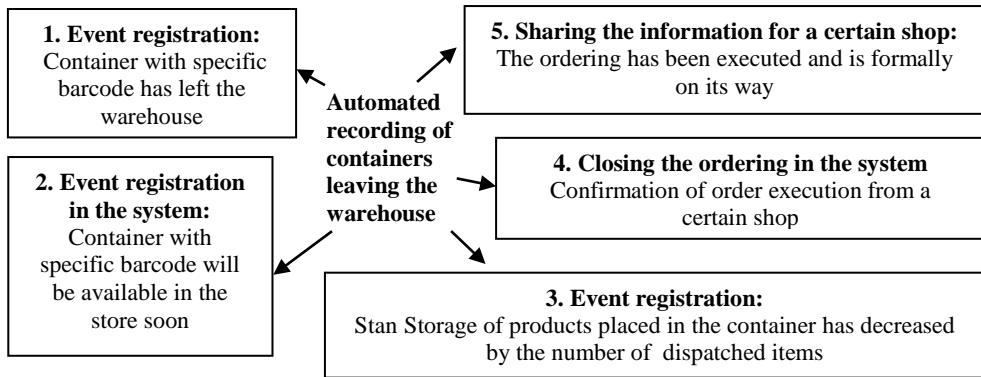 1. Event registration:
Container with specific
barcode has left the
warehouse
2. Event registration
in the system:
Container with
specific barcode will
be available in the
store soon
Automated
recording of
containers
leaving the
warehouse
5. Sharing the information for a certain shop:
The ordering has been executed and is formally
on its way
4. Closing the ordering in the system
Confirmation of order execution from a
certain shop
3. Event registration:
Stan Storage of products placed in the container has decreased
by the number of dispatched items